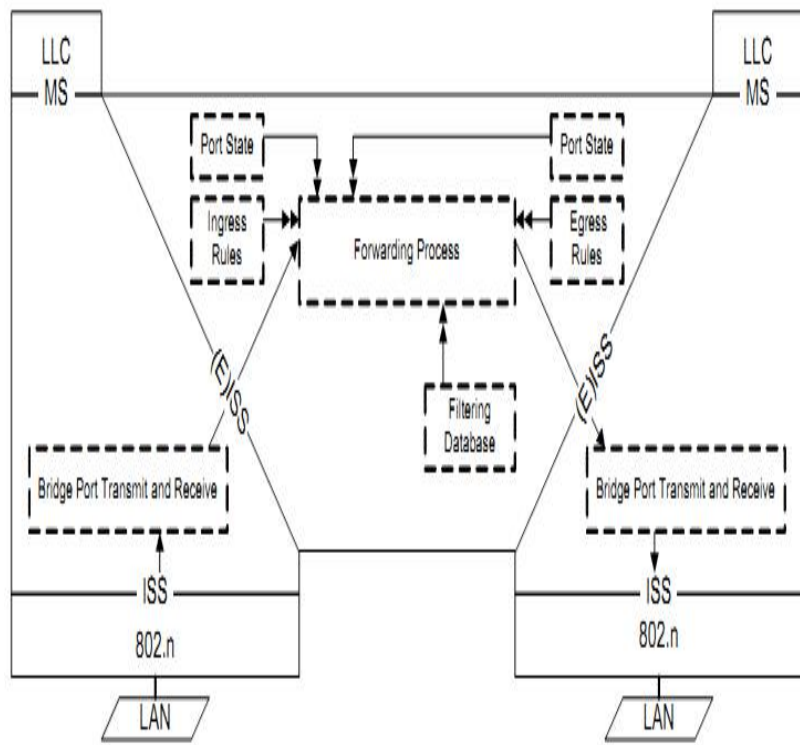 LLC
MS
LLC
MS
Port State
Port State
Ingress
Rules
Forwarding Process
Egress
Rules
(E)ISS
(E)ISS
Filtering
Database
Bridge Port Transmit and Receive
Bridge Port Transmit and Receive
ISS
ISS
802.n
802.n
LAN
LAN